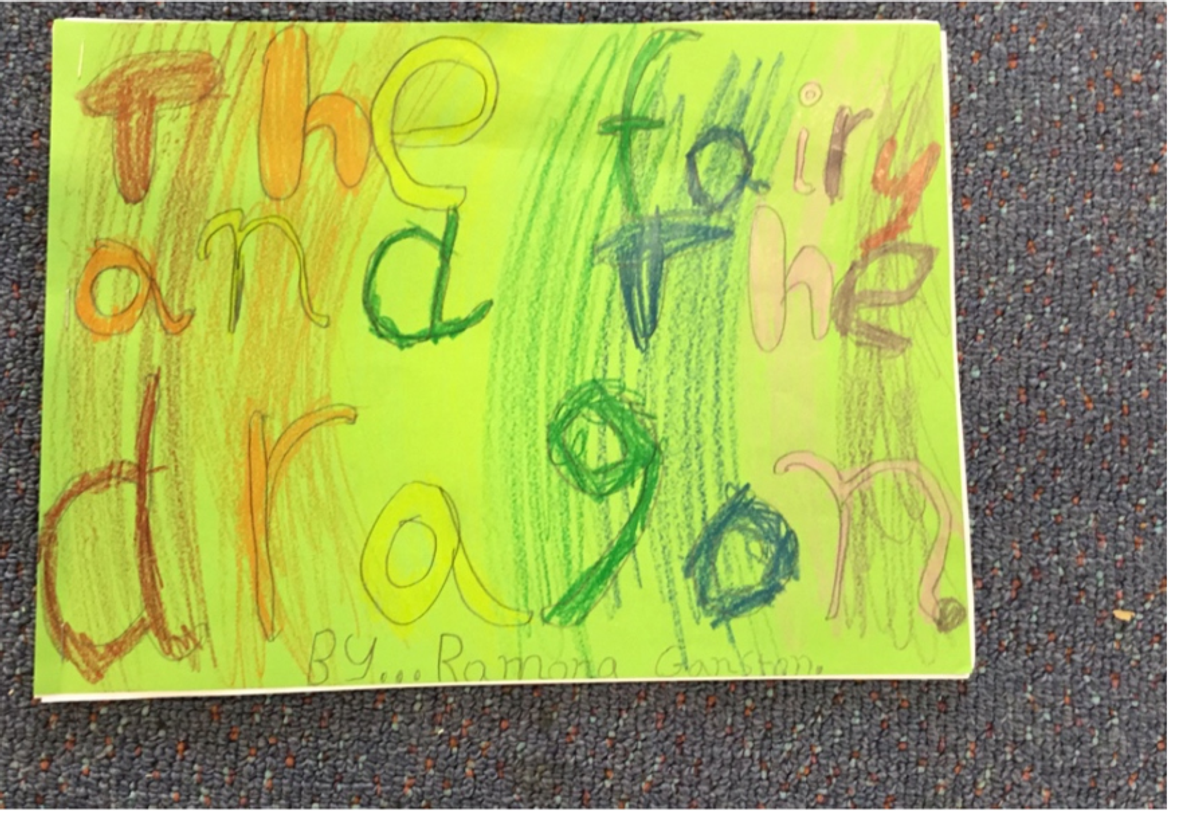 The fairy
and The
dragon.
BY... Ramona